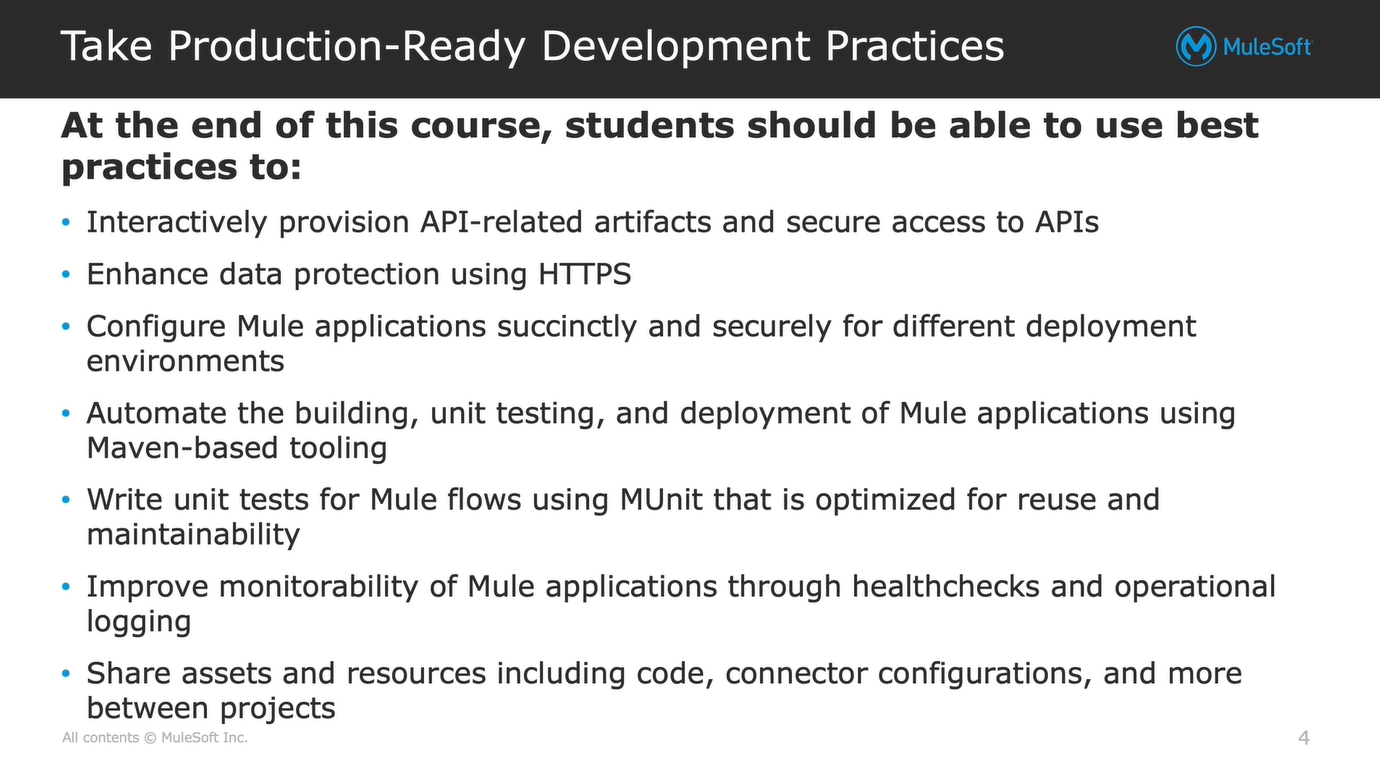 Take Production-Ready Development Practices
MuleSoft
At the end of this course, students should be able to use best
practices to:
• Interactively provision API-related artifacts and secure access to APIs
• Enhance data protection using HTTPS
• Configure Mule applications succinctly and securely for different deployment
environments
• Automate the building, unit testing, and deployment of Mule applications using
Maven-based tooling
• Write unit tests for Mule flows using MUnit that is optimized for reuse and
maintainability
• Improve monitorability of Mule applications through healthchecks and operational
logging
• Share assets and resources including code, connector configurations, and more
between projects
All contents © MuleSoft Inc.
4